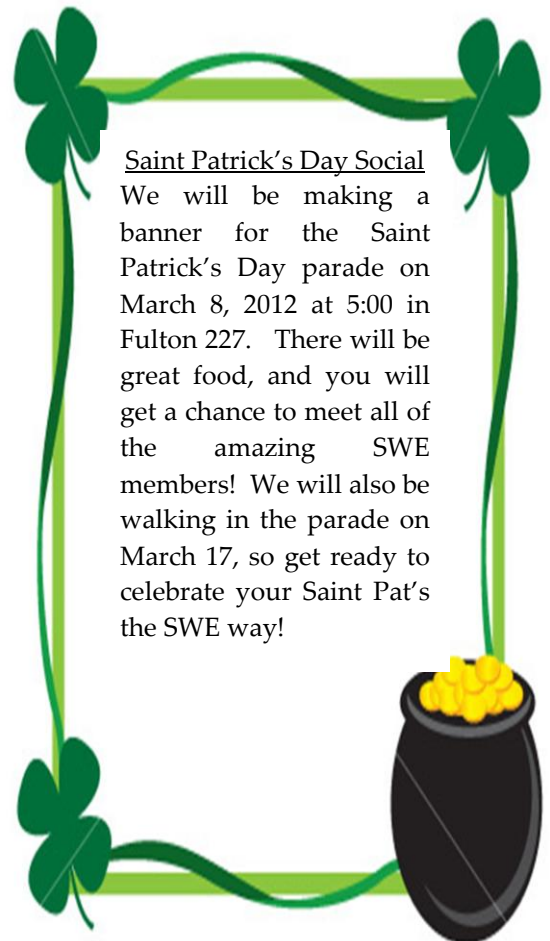 Saint Patrick's Day Social
We will be making a
banner for the Saint
Patrick's Day parade on
March 8, 2012 at 5:00 in
Fulton 227. There will be
great food, and you will
get a chance to meet all of
the amazing SWE
members! We will also be
walking in the parade on
March 17, so get ready to
celebrate your Saint Pat's
the SWE way!